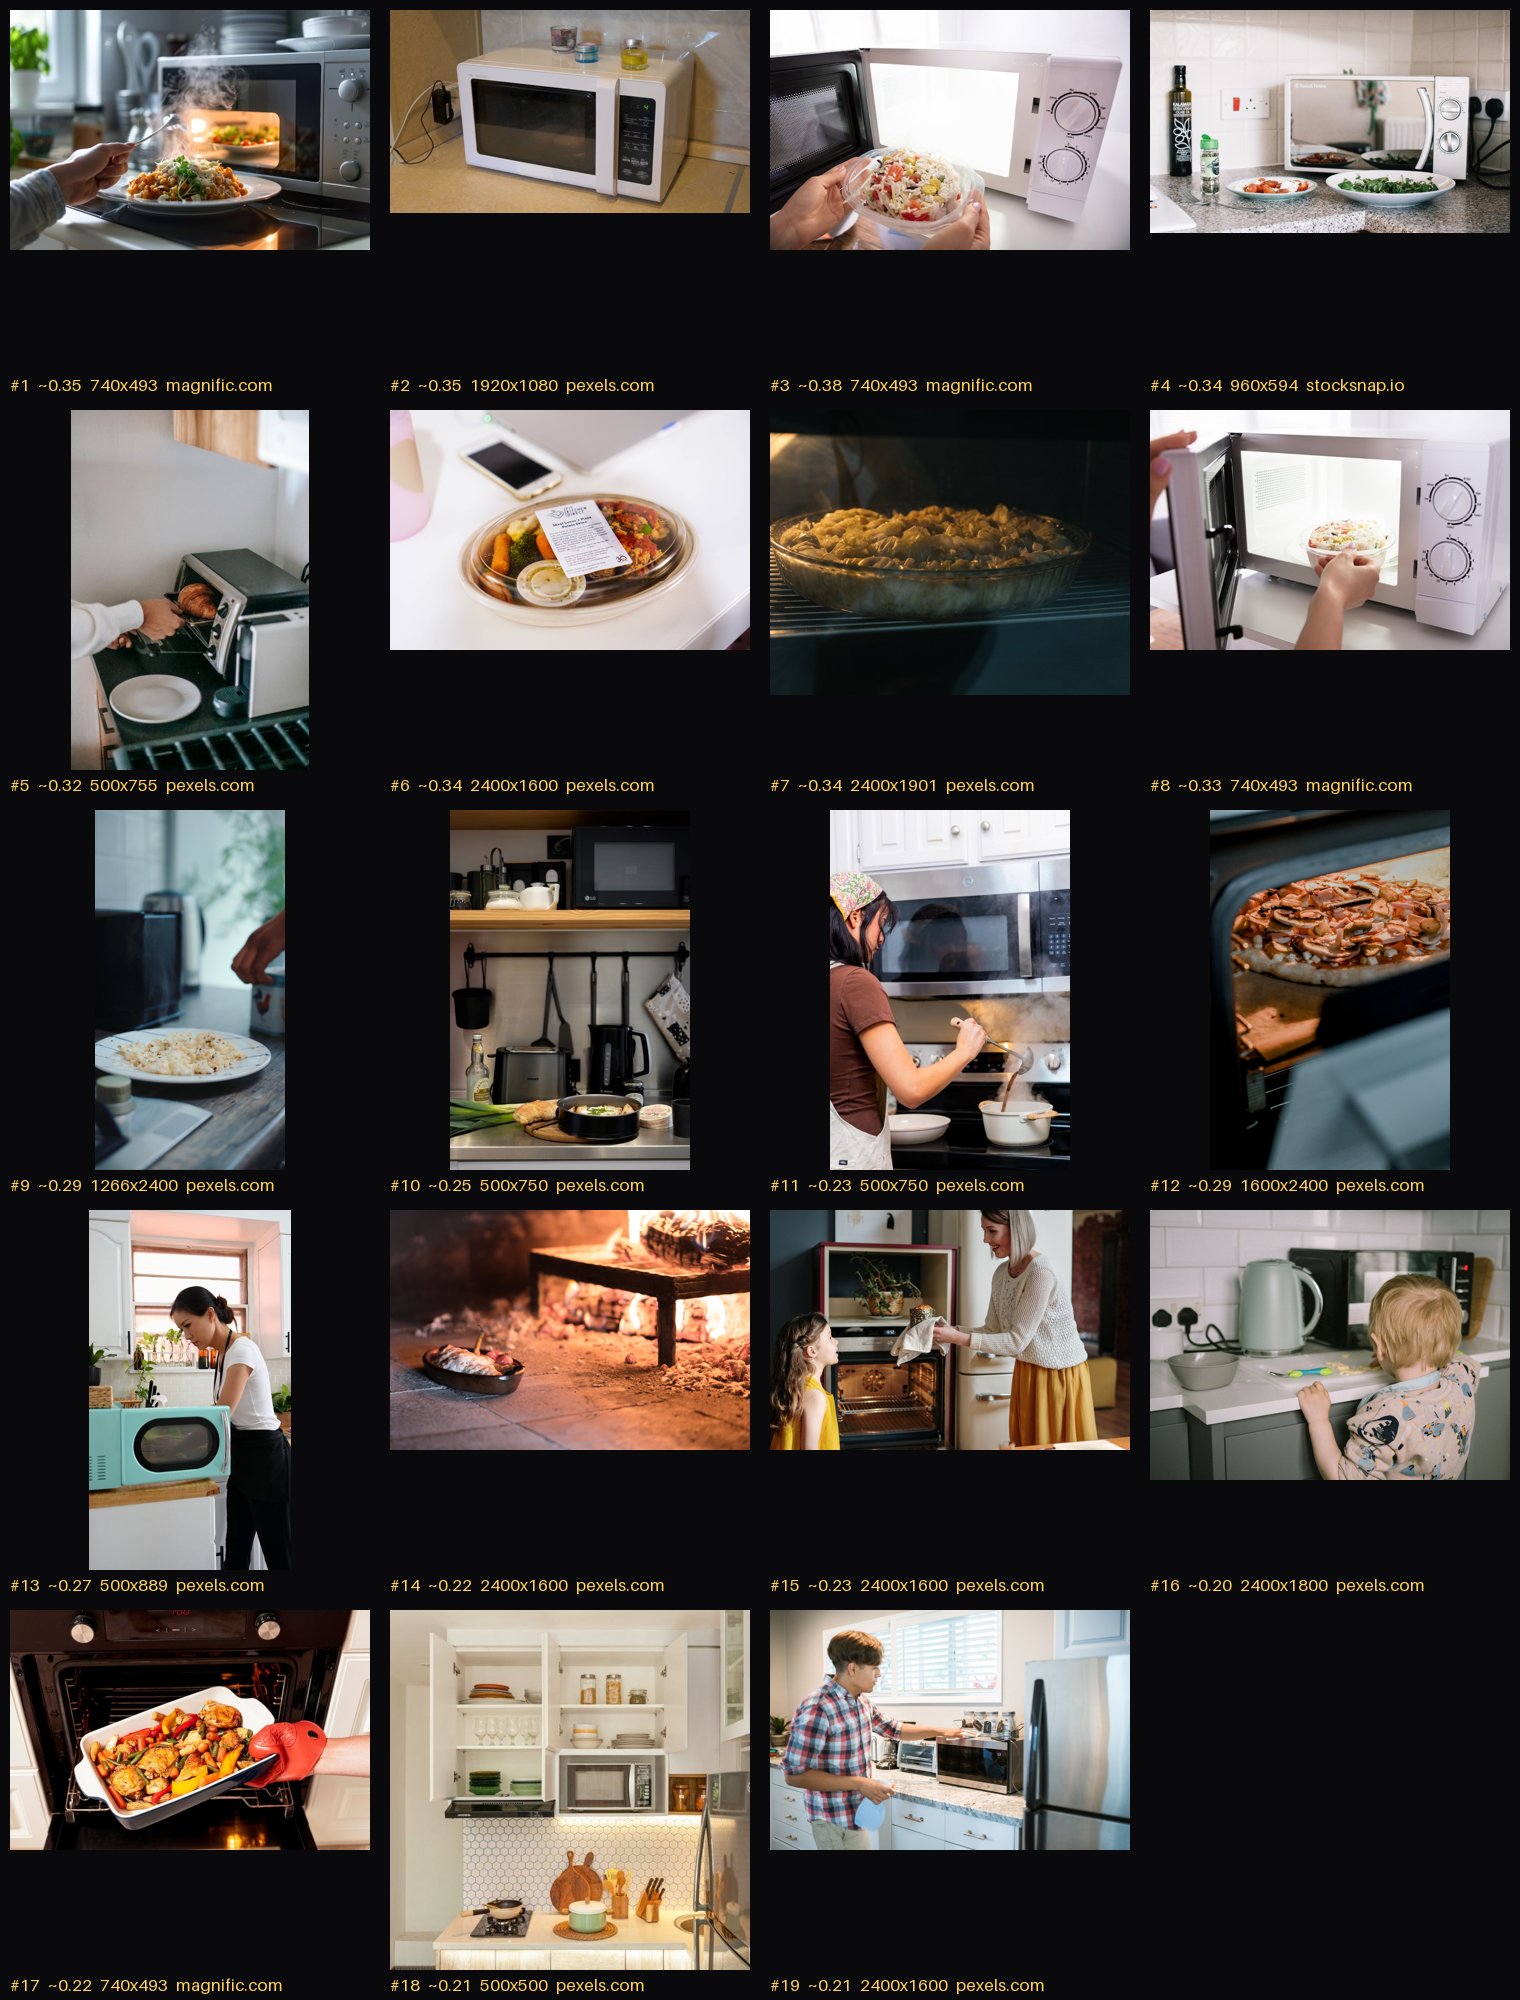 #1 ~0.35 740x493 magnific.com
#2 ~0.35 1920x1080 pexels.com
#3 ~0.38 740x493 magnific.com
#4 ~0.34 960x594 stocksnap.io
#5 ~0.32 500x755 pexels.com
#6 ~0.34 2400x1600 pexels.com
#7 ~0.34 2400x1901 pexels.com
#8 ~0.33 740x493 magnific.com
#9 ~0.29 1266x2400 pexels.com
#10 ~0.25 500x750 pexels.com
#11 ~0.23 500x750 pexels.com
#12 ~0.29 1600x2400 pexels.com
#13 ~0.27 500x889 pexels.com
#14 ~0.22 2400x1600 pexels.com
#15 ~0.23 2400x1600 pexels.com
#16 ~0.20 2400x1800 pexels.com
#17 ~0.22 740x493 magnific.com
#18 ~0.21 500x500 pexels.com
#19 ~0.21 2400x1600 pexels.com